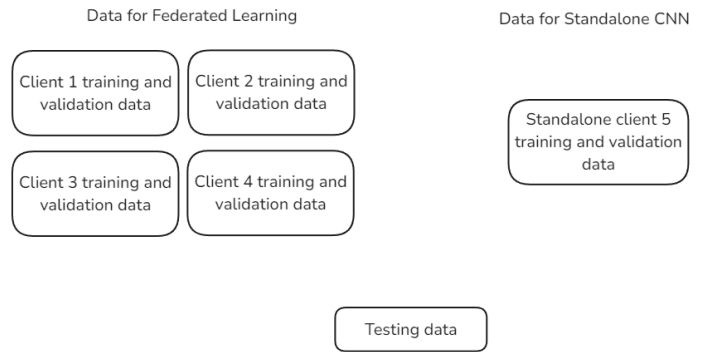 Data for Federated Learning
Data for Standalone CNN
Client 1 training and
validation data
Client 2 training and
validation data
Standalone client 5
training and validation
data
Client 3 training and
validation data
Client 4 training and
validation data
Testing data